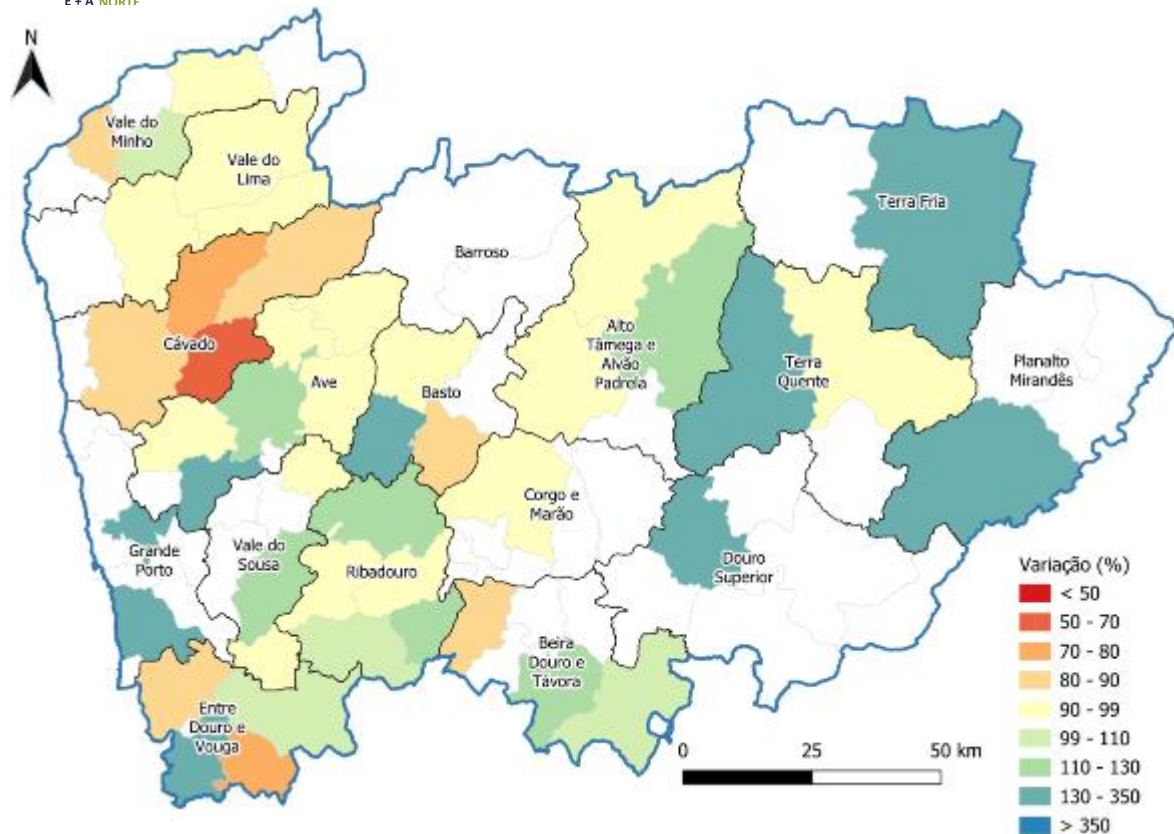 E + A NORTE
N
Vale do
Minho
Vale do
Lima
Terra Fria
Barroso
Cávado
Alto
Tâmega e
Alvão
Padrela
Terra
Quente
Planalto
Mirandês
Ave
Basto
Corgo e
Marão
Grande
Porto
Vale do
Sousa
Ribadouro
Douro
Superior
Beira
Douro e
Távora
Entre
Douro e
Vouga
Variação (%)
< 50
50 - 70
70 - 80
80 - 90
90 - 99
99 - 110
110 - 130
130 - 350
> 350
0 25 50 km